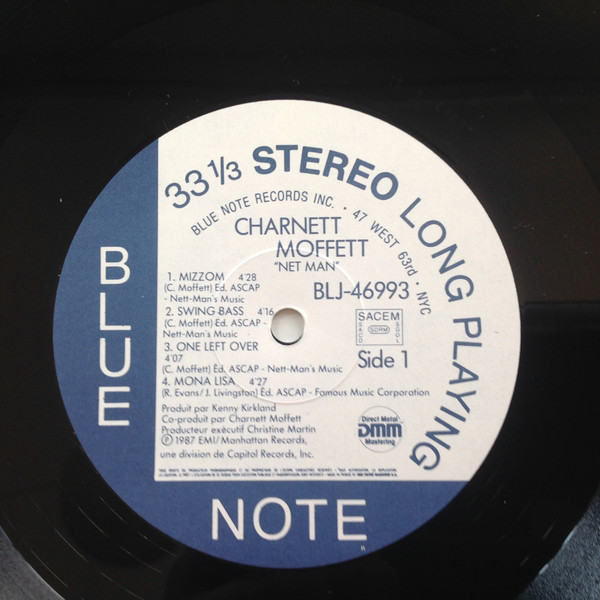 33 1/3 STEREO LONG PLAYING
BLUE NOTE RECORDS INC. · 47 WEST 63rd · NYC
CHARNETT
MOFFETT
"NET MAN"
BLJ-46993
1. MIZZOM 4'28
(C. Moffett) Ed. ASCAP -
Nett-Man's Music
2. SWING BASS 4'16
(C. Moffett) Ed. ASCAP -
Nett-Man's Music
3. ONE LEFT OVER
4'07
(C. Moffett) Éd. ASCAP - Nett-Man's Music
4. MONA LISA 4'27
(R. Evans/J. Livingston) Éd. ASCAP - Famous Music Corporation
SACEM
SACD
SDRM
SGDL
Side 1
Produit par Kenny Kirkland
Co-produit par Charnett Moffett
Producteur exécutif Christine Martin
℗ 1987 EMI/Manhattan Records,
une division de Capitol Records, Inc.
Direct Metal
DMM
Mastering
BLUE
NOTE